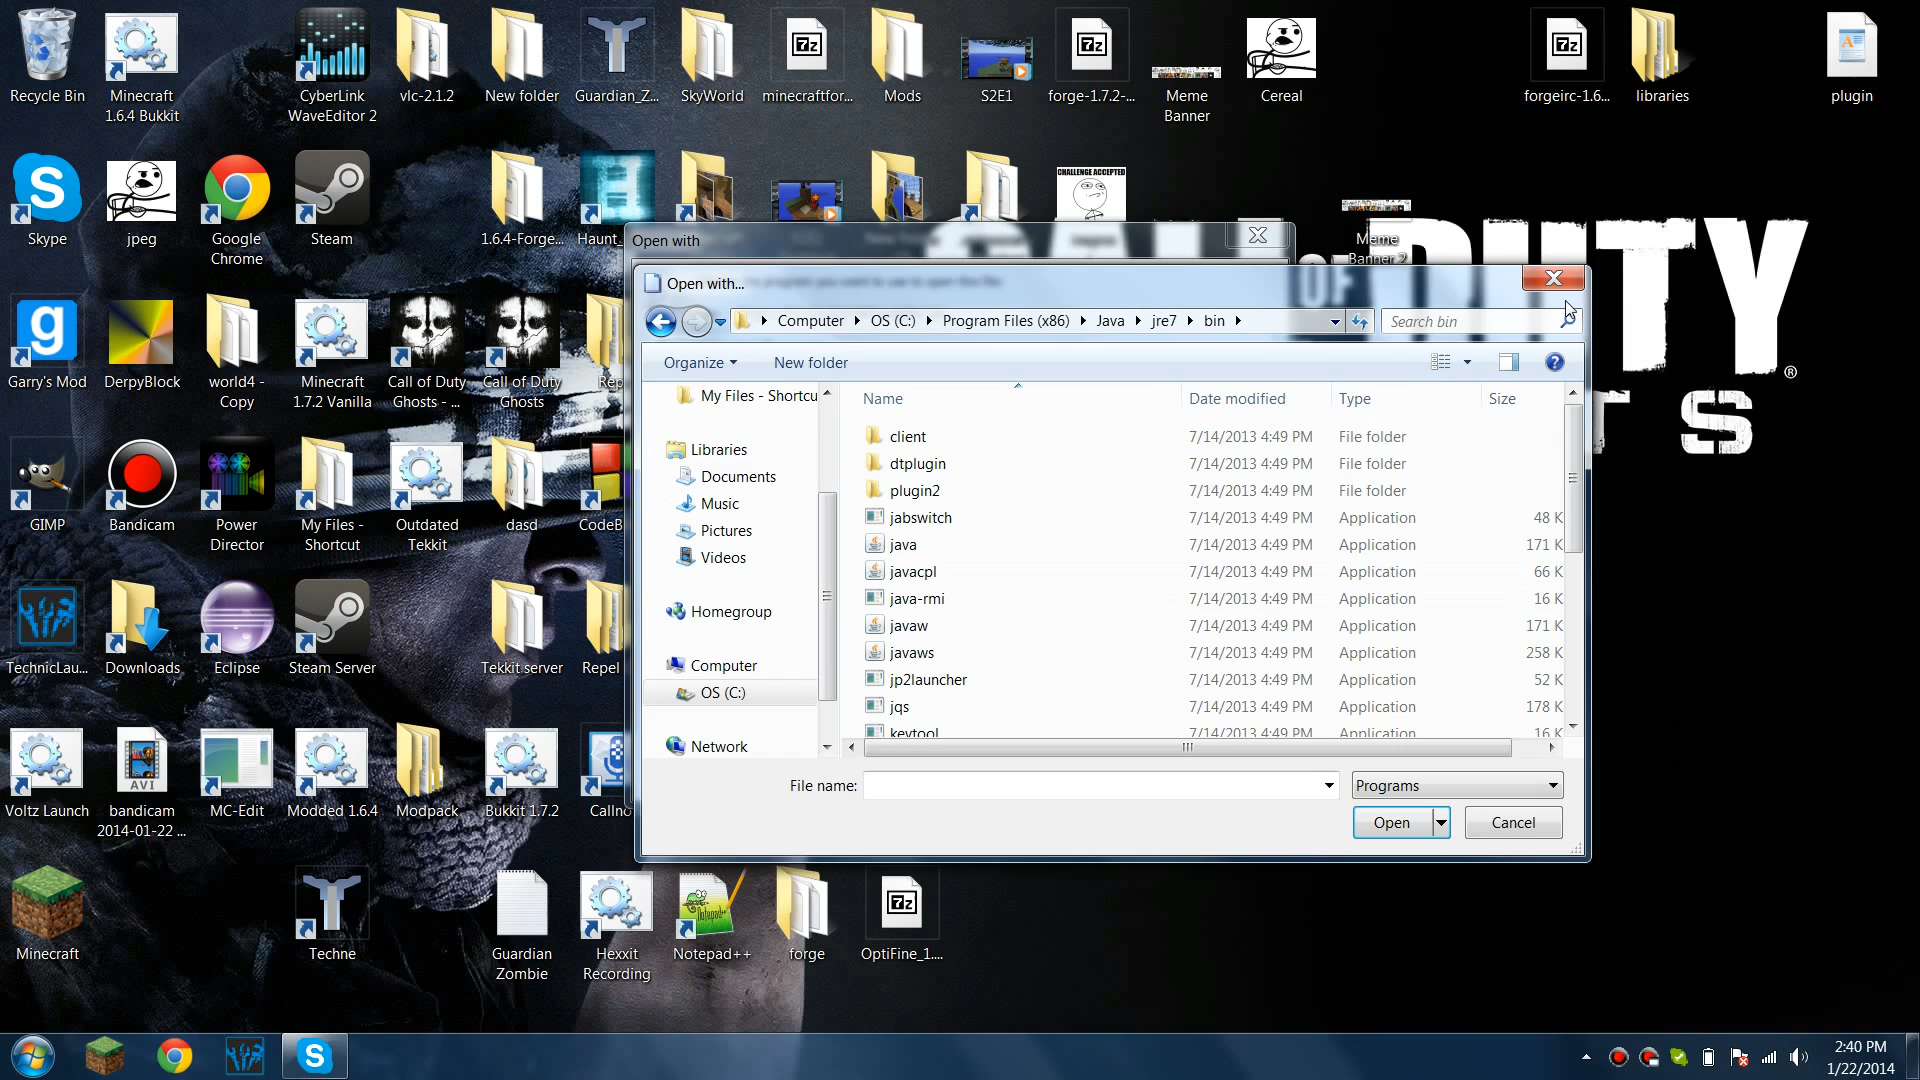 Recycle Bin
Minecraft
1.6.4 Bukkit
CyberLink
WaveEditor 2
vlc-2.1.2
New folder
Guardian_Z...
SkyWorld
7z
minecraftfor...
Mods
S2E1
7z
forge-1.7.2-...
Meme
Banner
Cereal
7z
forgeirc-1.6...
libraries
plugin
Skype
jpeg
Google
Chrome
Steam
1.6.4-Forge...
Haunt_
CHALLENGE ACCEPTED
Meme
Banner 2
OF DUTY
®
TS
Garry's Mod
DerpyBlock
world4 -
Copy
Minecraft
1.7.2 Vanilla
Call of Duty
Ghosts - ...
Call of Duty
Ghosts
Rep
GIMP
Bandicam
Power
Director
My Files -
Shortcut
Outdated
Tekkit
dasd
CodeB
TechnicLau...
Downloads
Eclipse
Steam Server
Tekkit server
Repel
Voltz Launch
AVI
bandicam
2014-01-22 ...
MC-Edit
Modded 1.6.4
Modpack
Bukkit 1.7.2
Callno
Minecraft
Techne
Guardian
Zombie
Hexxit
Recording
Notepad++
forge
7z
OptiFine_1....
Open with
Open with...
Computer OS (C:) Program Files (x86) Java jre7 bin
Search bin
Organize
New folder
My Files - Shortcu
Libraries
Documents
Music
Pictures
Videos
Homegroup
Computer
OS (C:)
Network
Name Date modified Type Size
client 7/14/2013 4:49 PM File folder
dtplugin 7/14/2013 4:49 PM File folder
plugin2 7/14/2013 4:49 PM File folder
jabswitch 7/14/2013 4:49 PM Application 48 K
java 7/14/2013 4:49 PM Application 171 K
javacpl 7/14/2013 4:49 PM Application 66 K
java-rmi 7/14/2013 4:49 PM Application 16 K
javaw 7/14/2013 4:49 PM Application 171 K
javaws 7/14/2013 4:49 PM Application 258 K
jp2launcher 7/14/2013 4:49 PM Application 52 K
jqs 7/14/2013 4:49 PM Application 178 K
keytool 7/14/2013 4:49 PM Application 16 K
File name:
Programs
Open
Cancel
2:40 PM
1/22/2014